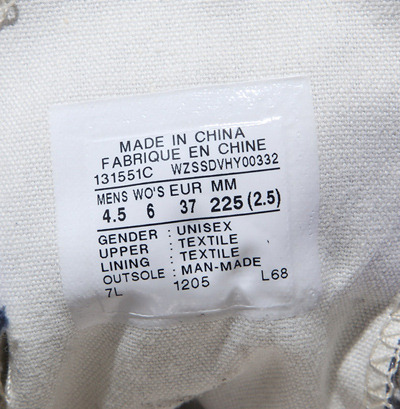 MADE IN CHINA
FABRIQUE EN CHINE
131551C WZSSDVHY00332
MENS WO'S EUR MM
4.5 6 37 225 (2.5)
GENDER : UNISEX
UPPER : TEXTILE
LINING : TEXTILE
OUTSOLE : MAN-MADE
7L 1205 L68